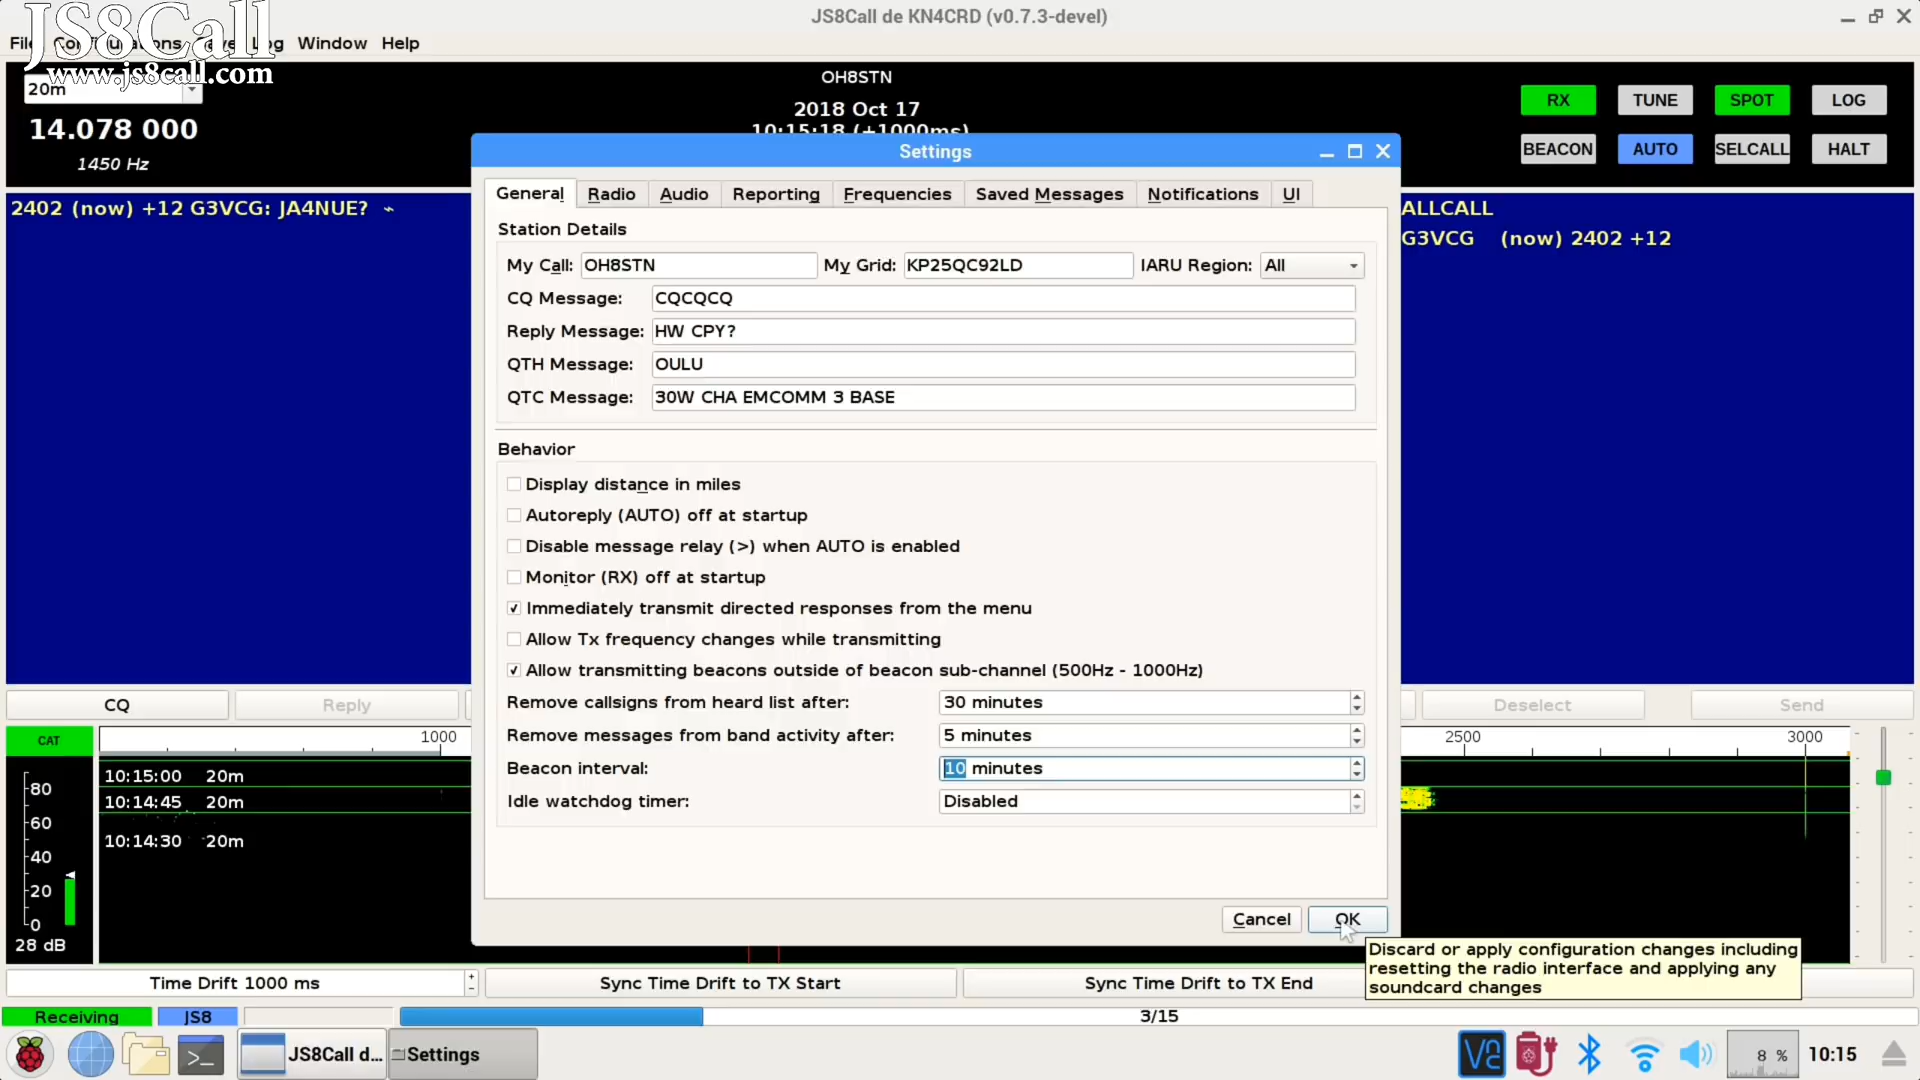 JS8Call de KN4CRD (v0.7.3-devel)
JS8Call
www.js8call.com
Window Help
20m
14.078 000
1450 Hz
OH8STN
2018 Oct 17
10:15:18 (+1000ms)
RX TUNE SPOT LOG
BEACON AUTO SELCALL HALT
2402 (now) +12 G3VCG: JA4NUE?
ALLCALL
G3VCG (now) 2402 +12
Settings
General Radio Audio Reporting Frequencies Saved Messages Notifications UI
Station Details
My Call: OH8STN My Grid: KP25QC92LD IARU Region: All
CQ Message: CQCQCQ
Reply Message: HW CPY?
QTH Message: OULU
QTC Message: 30W CHA EMCOMM 3 BASE
Behavior
Display distance in miles
Autoreply (AUTO) off at startup
Disable message relay (>) when AUTO is enabled
Monitor (RX) off at startup
Immediately transmit directed responses from the menu
Allow Tx frequency changes while transmitting
Allow transmitting beacons outside of beacon sub-channel (500Hz - 1000Hz)
Remove callsigns from heard list after: 30 minutes
Remove messages from band activity after: 5 minutes
Beacon interval: 10 minutes
Idle watchdog timer: Disabled
Cancel OK
Discard or apply configuration changes including
resetting the radio interface and applying any
soundcard changes
CQ Reply Deselect Send
CAT
1000 2500 3000
10:15:00 20m
10:14:45 20m
10:14:30 20m
80
60
40
20
0
28 dB
Time Drift 1000 ms Sync Time Drift to TX Start Sync Time Drift to TX End
Receiving JS8 3/15
JS8Call d... Settings
8 % 10:15